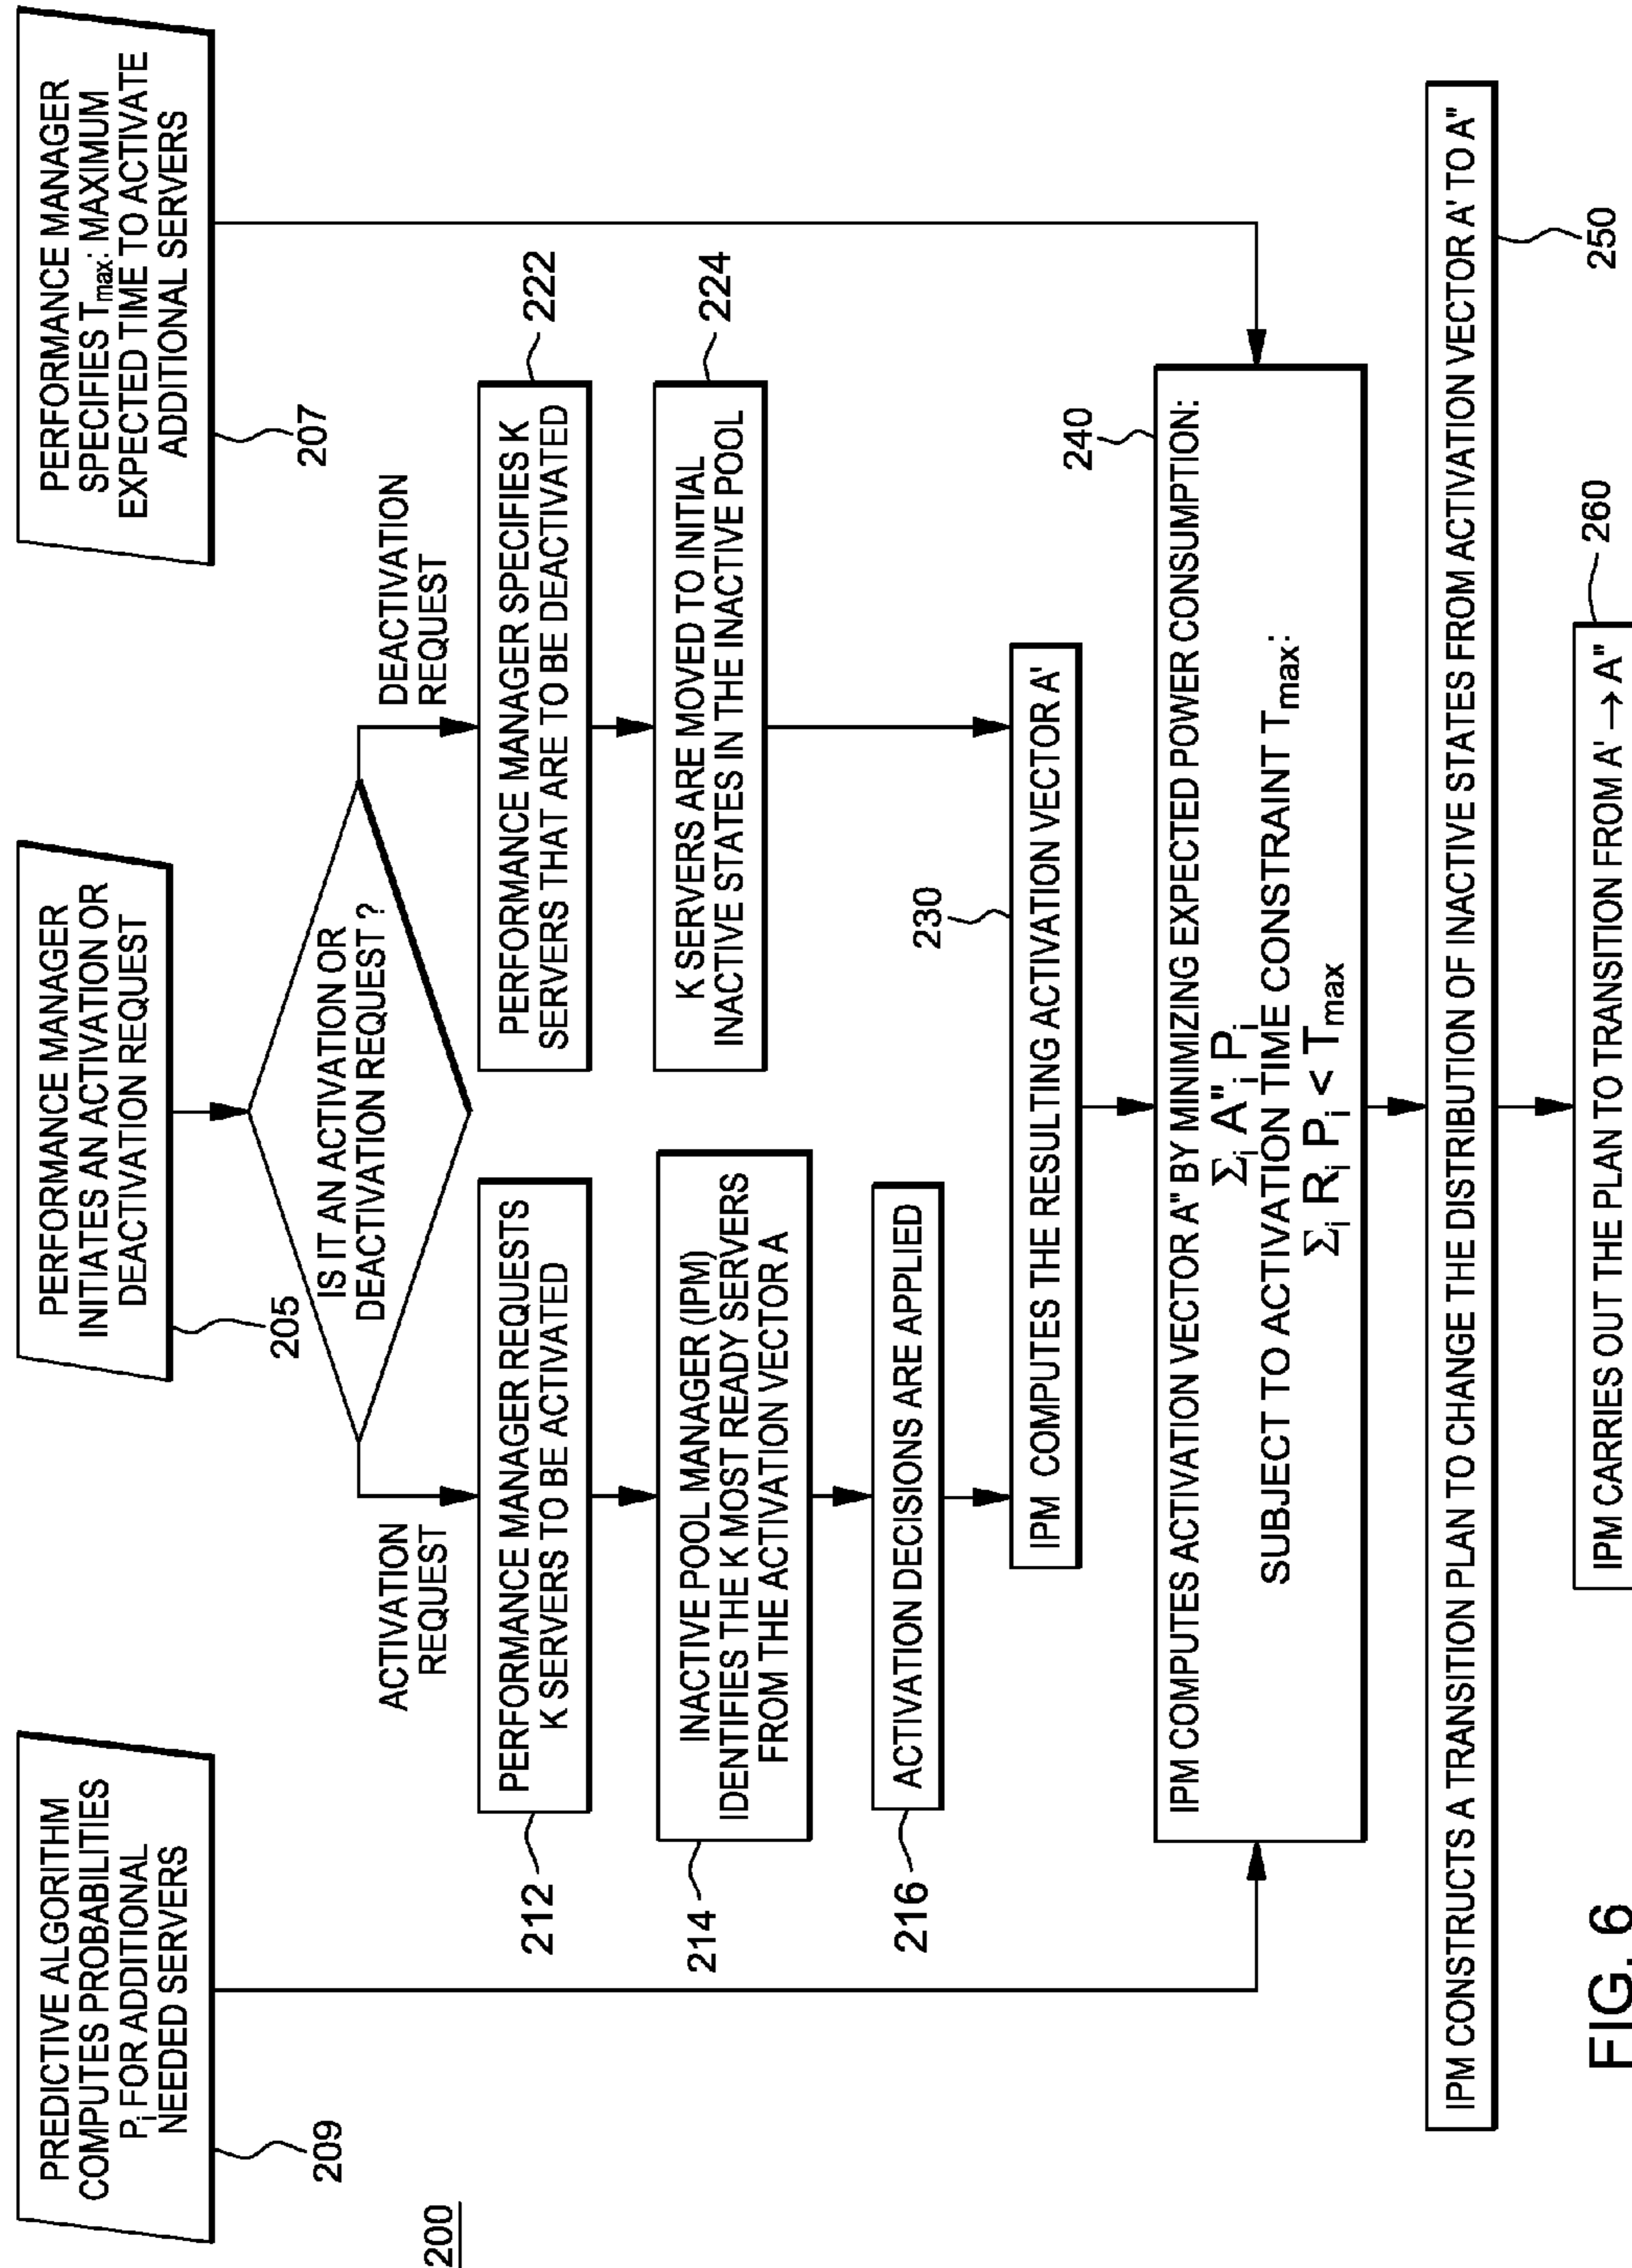 200
PREDICTIVE ALGORITHM
COMPUTES PROBABILITIES
Pi FOR ADDITIONAL
NEEDED SERVERS
209
PERFORMANCE MANAGER
INITIATES AN ACTIVATION OR
DEACTIVATION REQUEST
205
PERFORMANCE MANAGER
SPECIFIES Tmax: MAXIMUM
EXPECTED TIME TO ACTIVATE
ADDITIONAL SERVERS
207
IS IT AN ACTIVATION OR
DEACTIVATION REQUEST ?
ACTIVATION
REQUEST
DEACTIVATION
REQUEST
PERFORMANCE MANAGER REQUESTS
K SERVERS TO BE ACTIVATED
212
INACTIVE POOL MANAGER (IPM)
IDENTIFIES THE K MOST READY SERVERS
FROM THE ACTIVATION VECTOR A
214
ACTIVATION DECISIONS ARE APPLIED
216
PERFORMANCE MANAGER SPECIFIES K
SERVERS THAT ARE TO BE DEACTIVATED
222
K SERVERS ARE MOVED TO INITIAL
INACTIVE STATES IN THE INACTIVE POOL
224
230
IPM COMPUTES THE RESULTING ACTIVATION VECTOR A'
240
IPM COMPUTES ACTIVATION VECTOR A" BY MINIMIZING EXPECTED POWER CONSUMPTION:
Σi A"i Pi
SUBJECT TO ACTIVATION TIME CONSTRAINT Tmax:
Σi Ri Pi < Tmax
IPM CONSTRUCTS A TRANSITION PLAN TO CHANGE THE DISTRIBUTION OF INACTIVE STATES FROM ACTIVATION VECTOR A' TO A"
250
IPM CARRIES OUT THE PLAN TO TRANSITION FROM A' → A"
260
FIG. 6